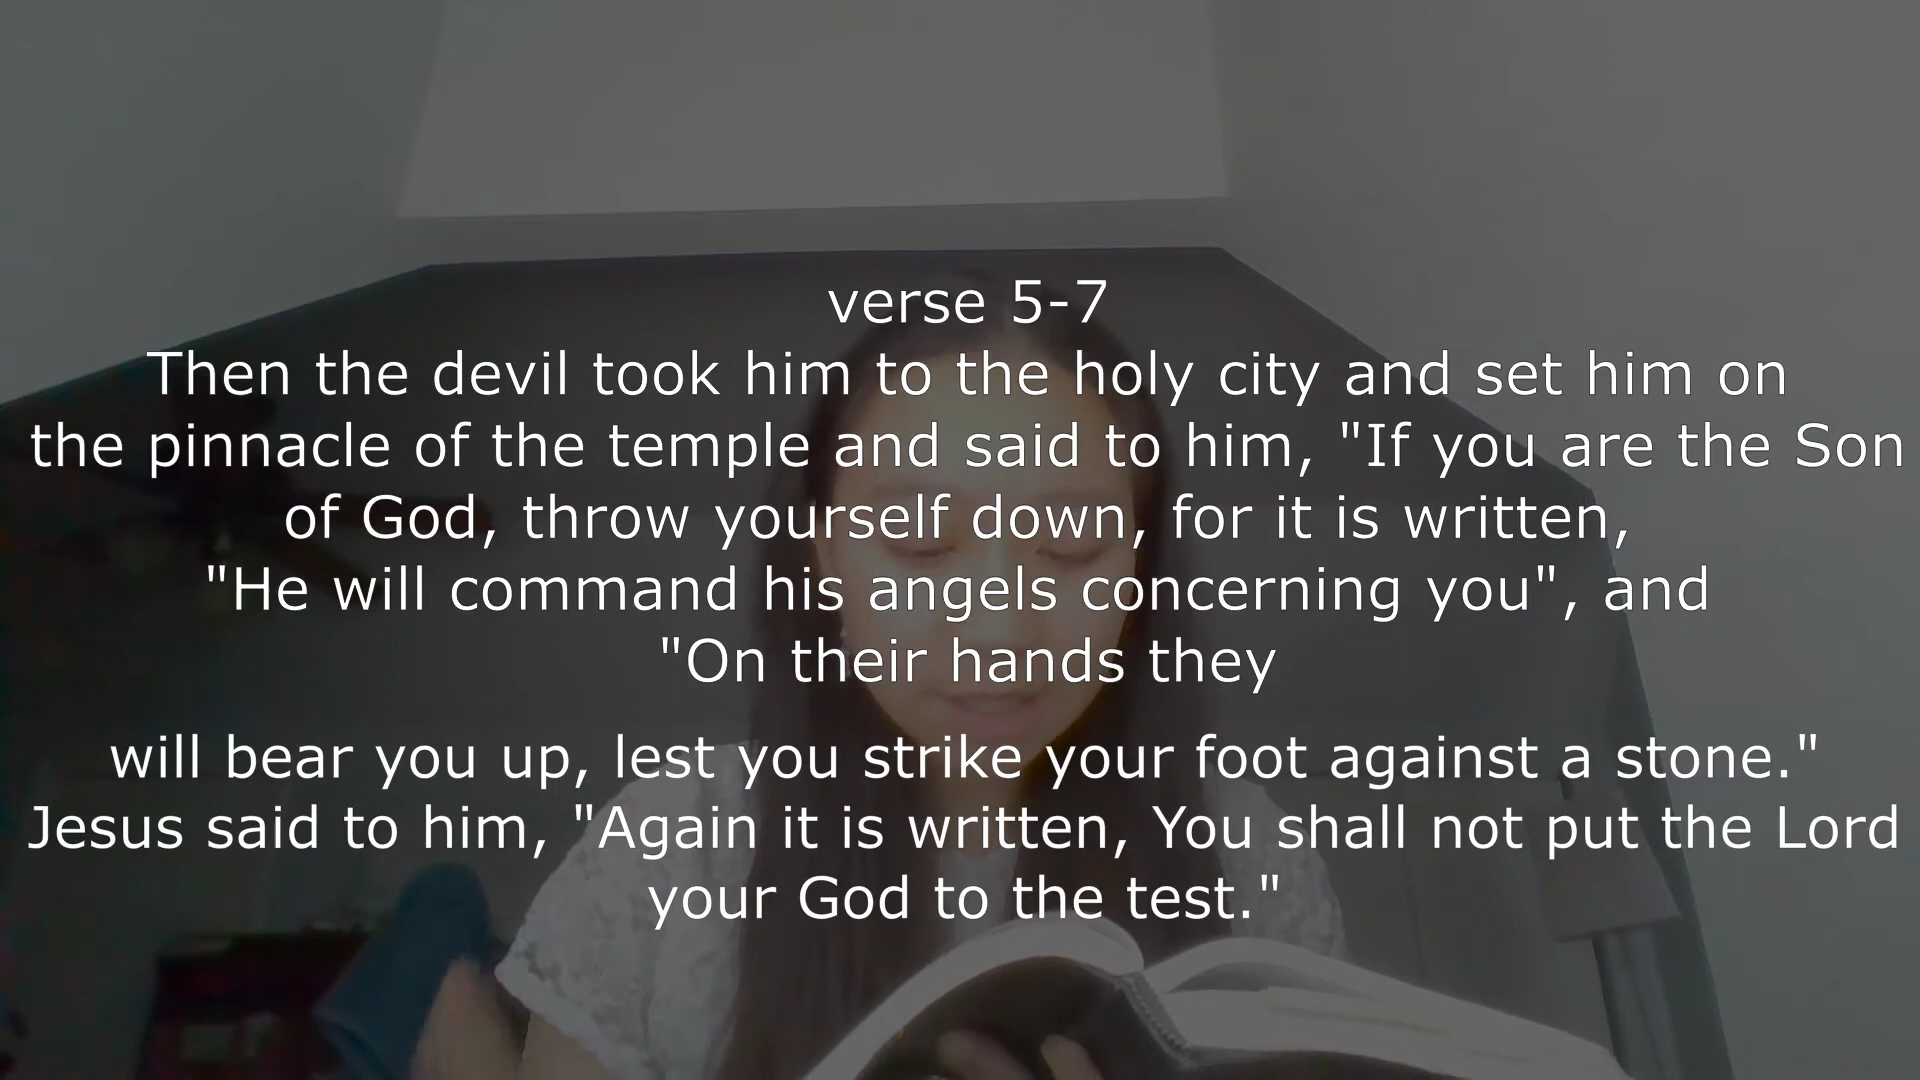 verse 5-7
Then the devil took him to the holy city and set him on
the pinnacle of the temple and said to him, "If you are the Son
of God, throw yourself down, for it is written,
"He will command his angels concerning you", and
"On their hands they
will bear you up, lest you strike your foot against a stone."
Jesus said to him, "Again it is written, You shall not put the Lord
your God to the test."